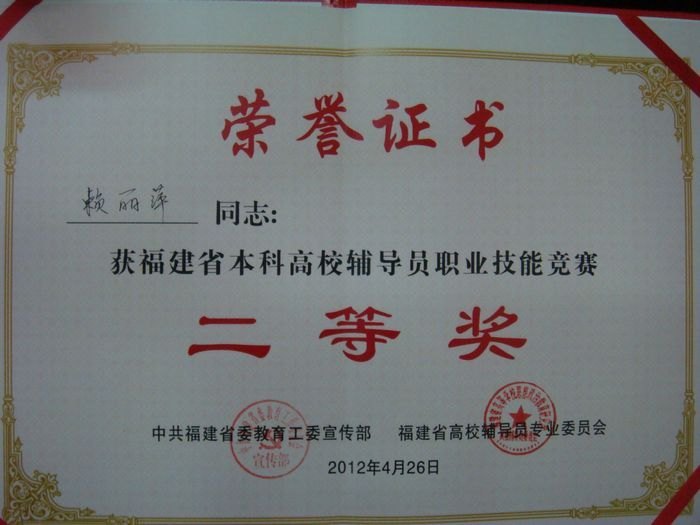 荣誉证书
赖丽萍 同志:
获福建省本科高校辅导员职业技能竞赛
二等奖
中共福建省委教育工委宣传部 福建省高校辅导员专业委员会
2012年4月26日
宣传部